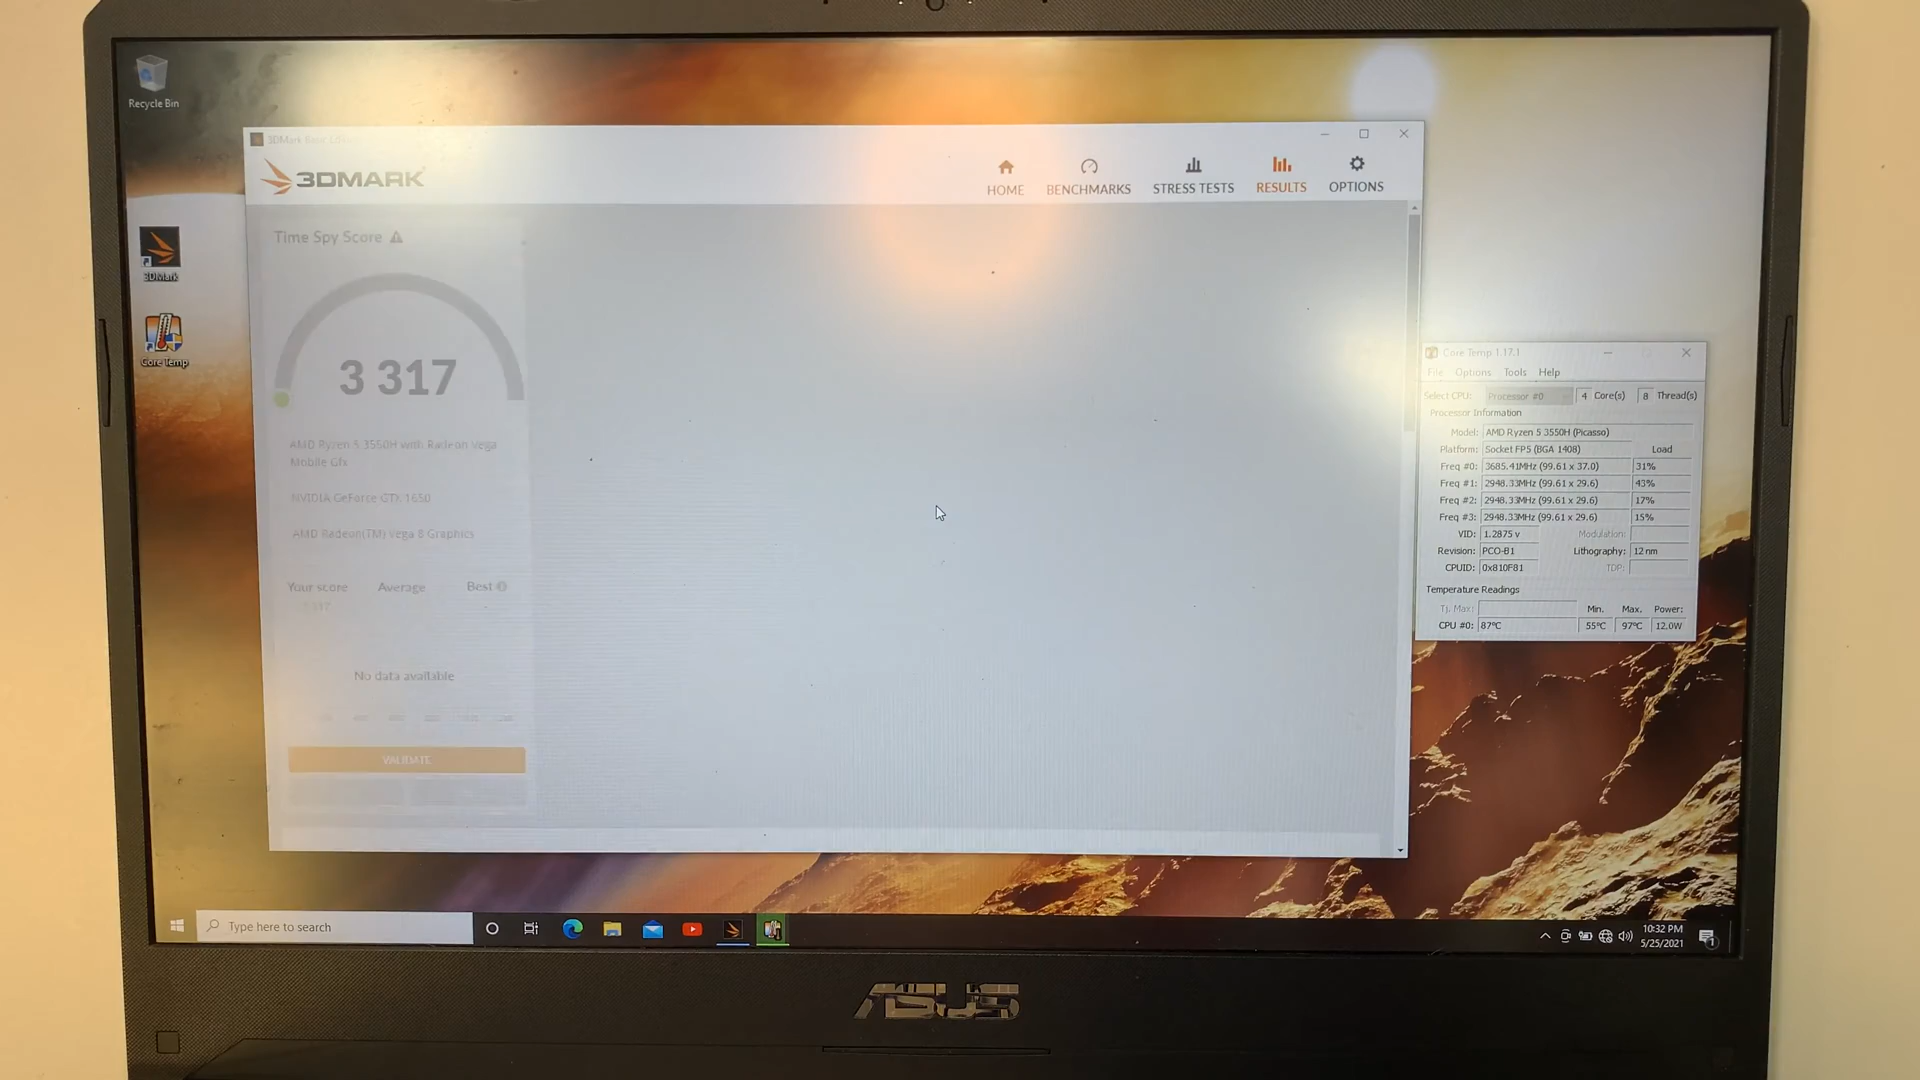 Recycle Bin
3DMark
Core Temp
3DMark Basic Edition
3DMARK
HOME
BENCHMARKS
STRESS TESTS
RESULTS
OPTIONS
Time Spy Score
3 317
AMD Ryzen 5 3550H with Radeon Vega
Mobile Gfx
NVIDIA GeForce GTX 1650
AMD Radeon(TM) Vega 8 Graphics
Your score Average Best
3 317
No data available
VALIDATE
Core Temp 1.17.1
File Options Tools Help
Select CPU: Processor #0 4 Core(s) 8 Thread(s)
Processor Information
Model: AMD Ryzen 5 3550H (Picasso)
Platform: Socket FP5 (BGA 1408) Load
Freq #0: 3685.41MHz (99.61 x 37.0) 31%
Freq #1: 2948.33MHz (99.61 x 29.6) 43%
Freq #2: 2948.33MHz (99.61 x 29.6) 17%
Freq #3: 2948.33MHz (99.61 x 29.6) 15%
VID: 1.2875 v Modulation:
Revision: PCO-B1 Lithography: 12 nm
CPUID: 0x810F81 TDP:
Temperature Readings
Tj. Max: Min. Max. Power:
CPU #0: 87°C 55°C 97°C 12.0W
Type here to search
10:32 PM
5/25/2021
1
ASUS